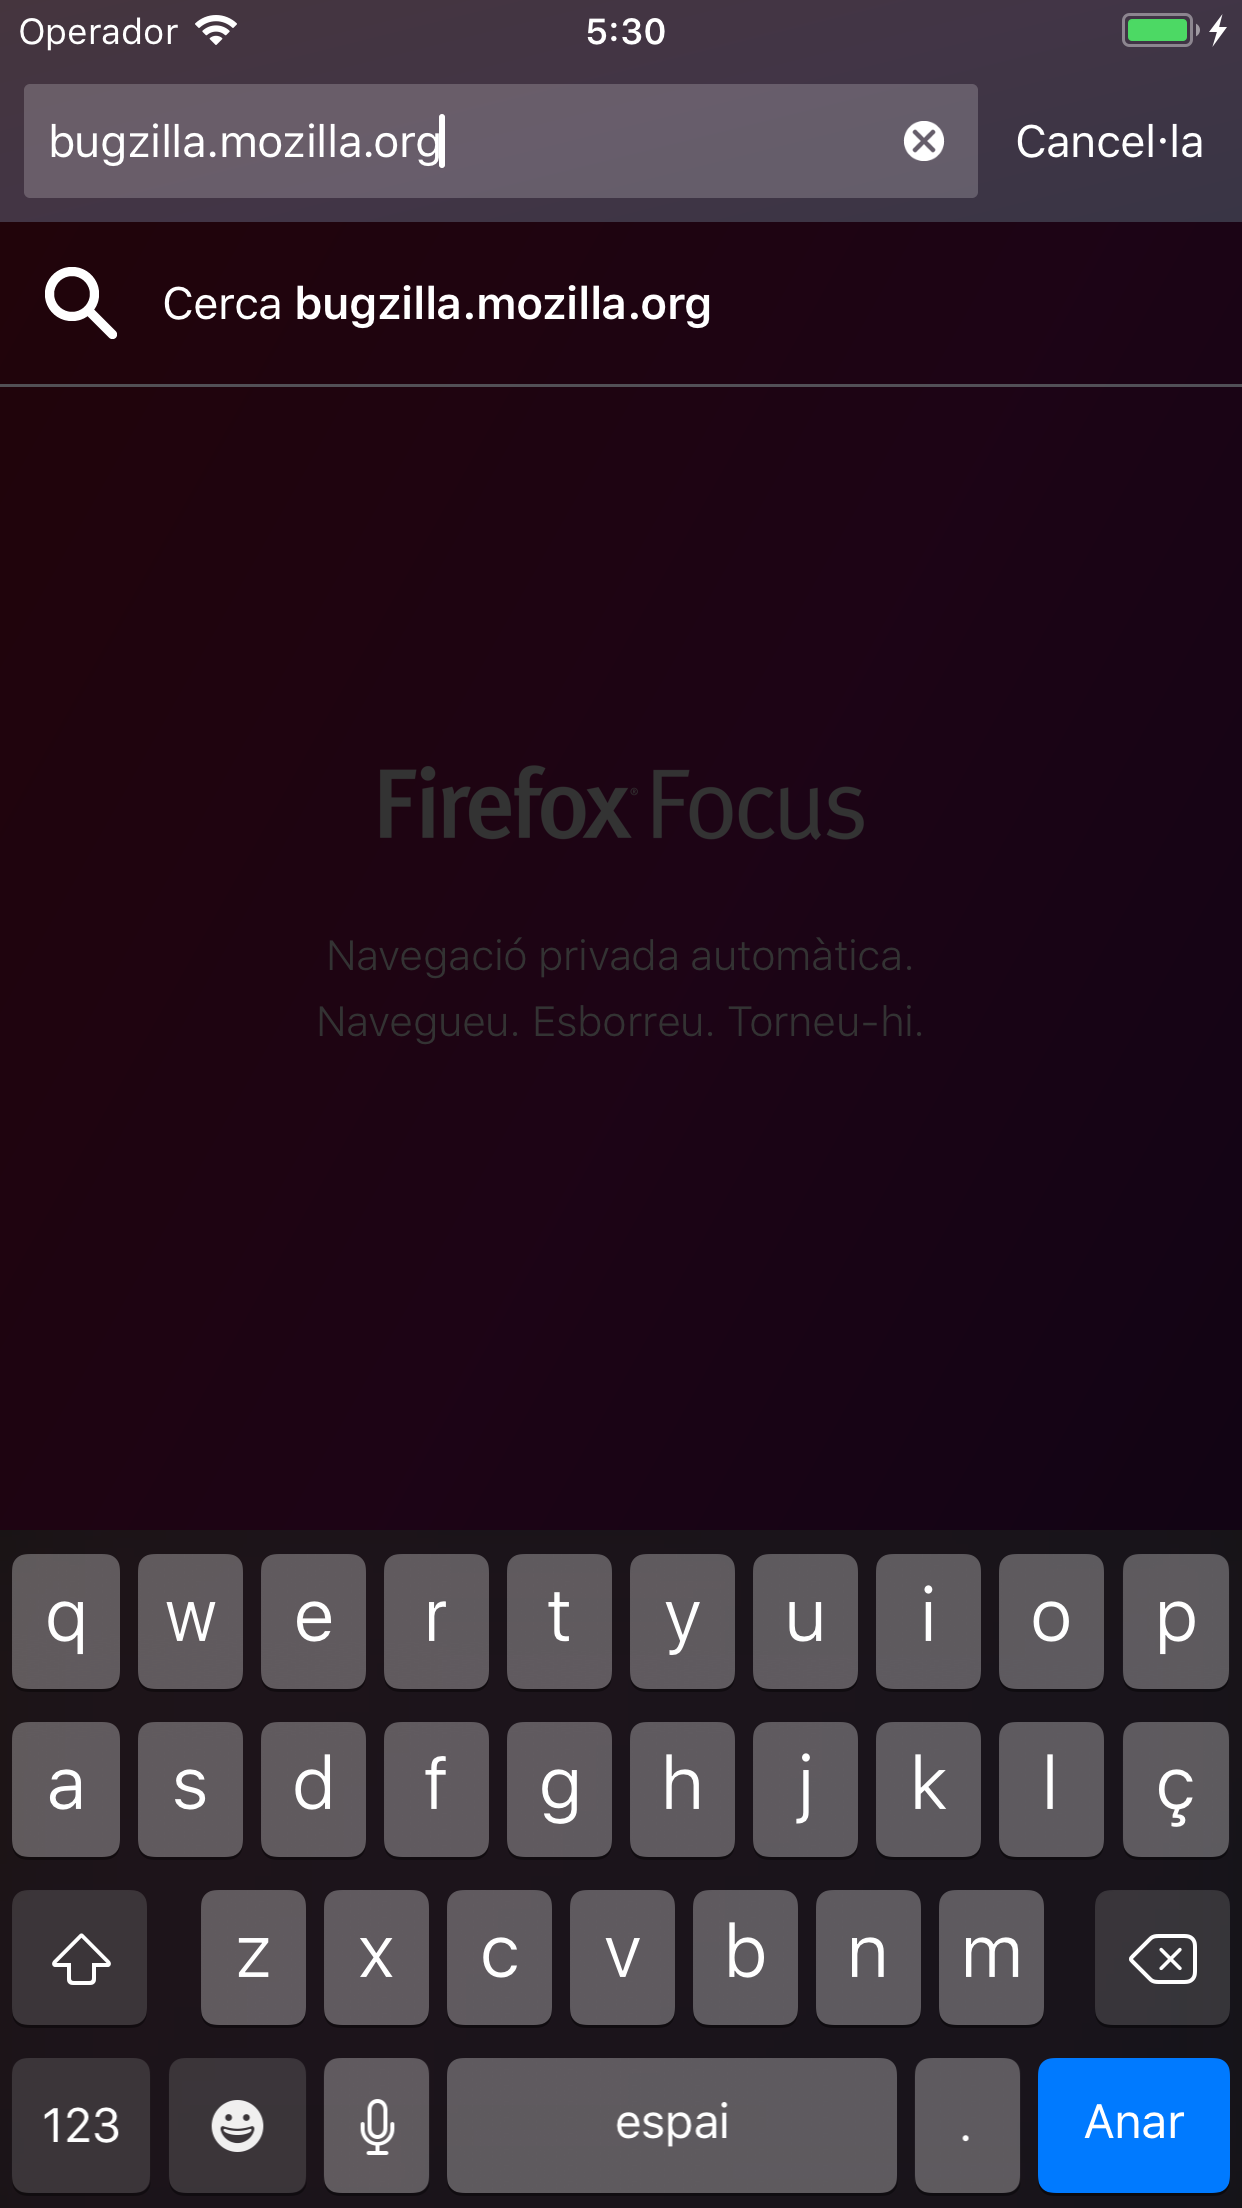 Operador 5:30
bugzilla.mozilla.org Cancel·la
Cerca bugzilla.mozilla.org
Firefox® Focus
Navegació privada automàtica.
Navegueu. Esborreu. Torneu-hi.
q w e r t y u i o p
a s d f g h j k l ç
z x c v b n m
123 espai . Anar